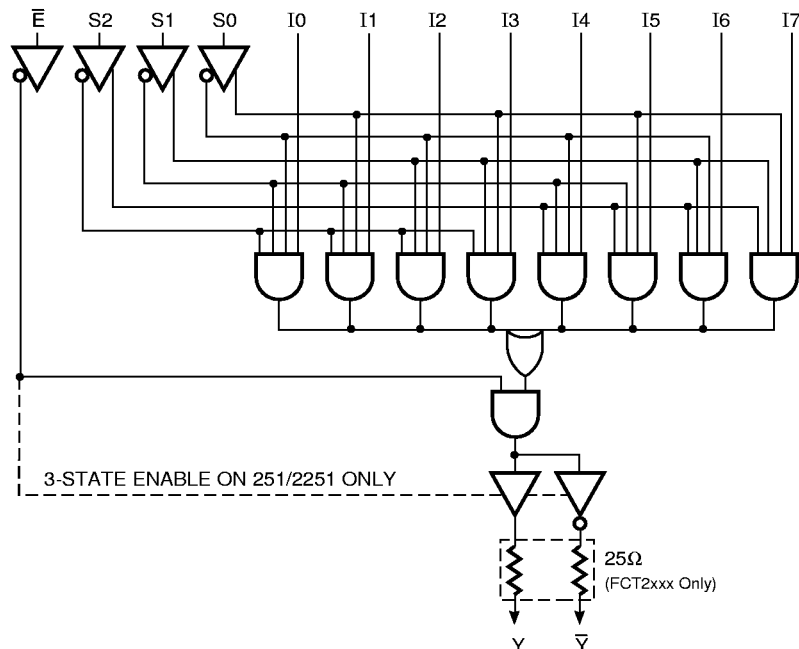 E̅ S2 S1 S0 I0 I1 I2 I3 I4 I5 I6 I7
3-STATE ENABLE ON 251/2251 ONLY
25Ω
(FCT2xxx Only)
Y Y̅